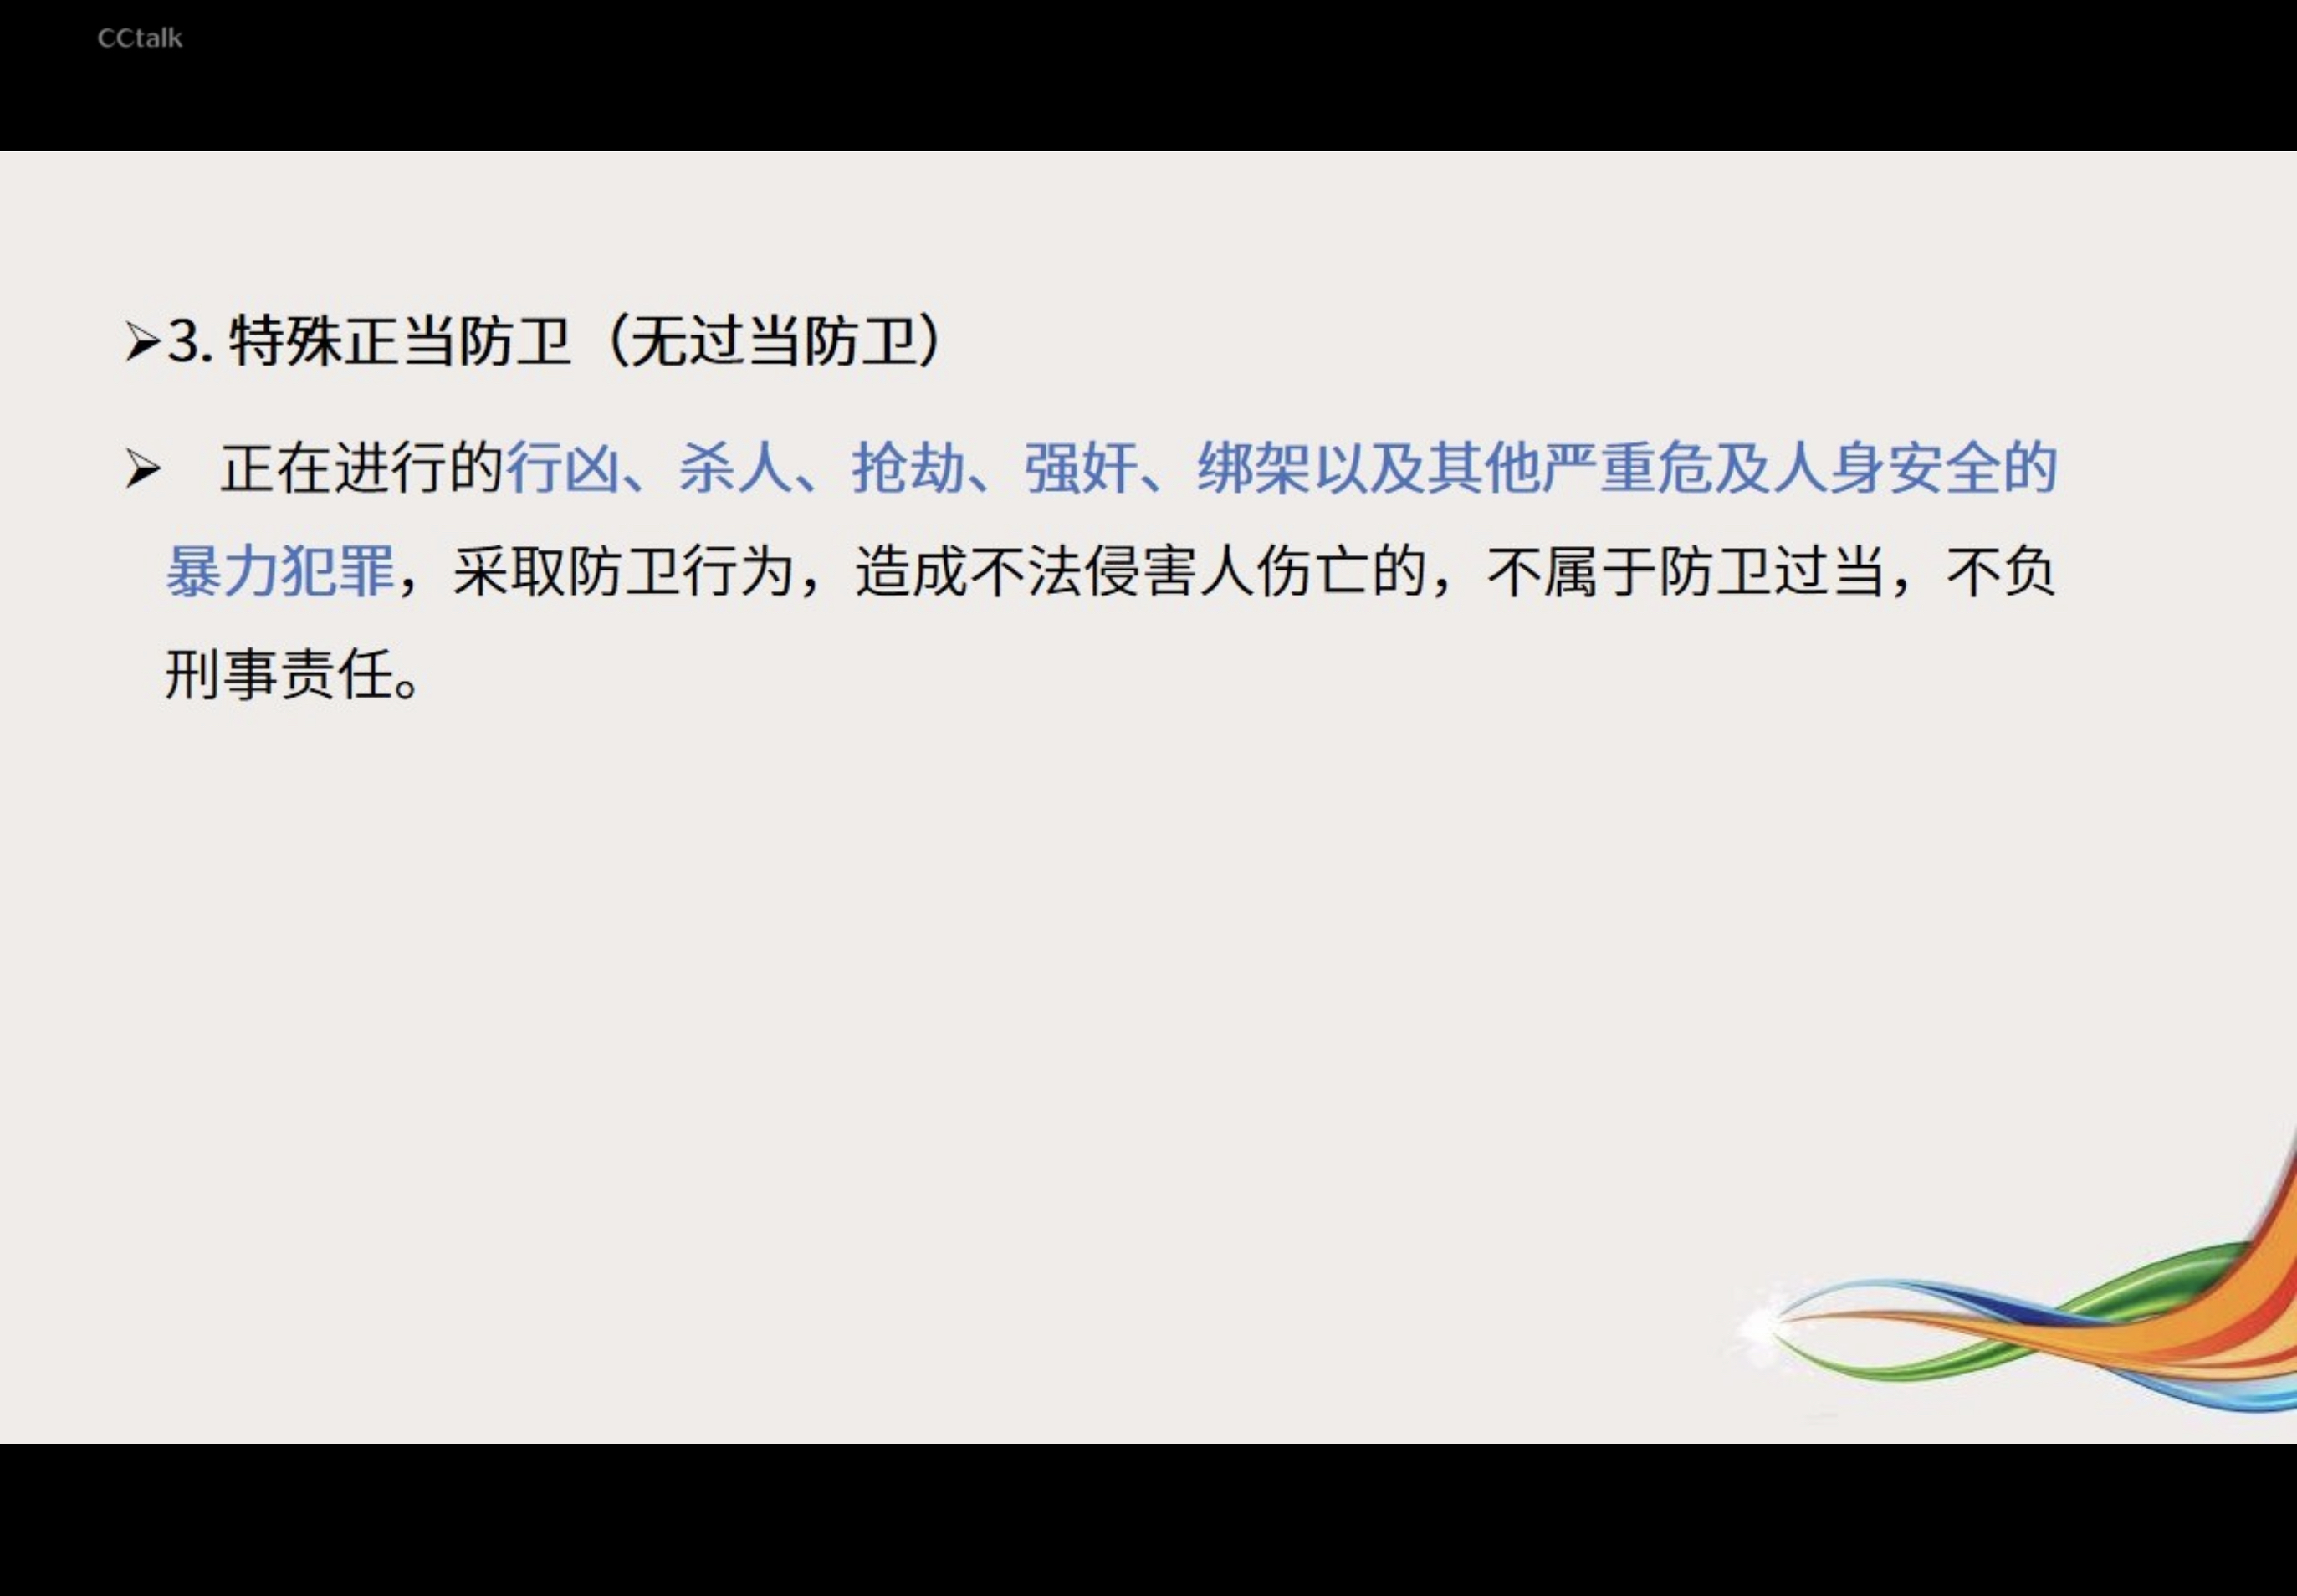 CCtalk
➢3. 特殊正当防卫（无过当防卫）
➢ 正在进行的行凶、杀人、抢劫、强奸、绑架以及其他严重危及人身安全的
暴力犯罪，采取防卫行为，造成不法侵害人伤亡的，不属于防卫过当，不负
刑事责任。